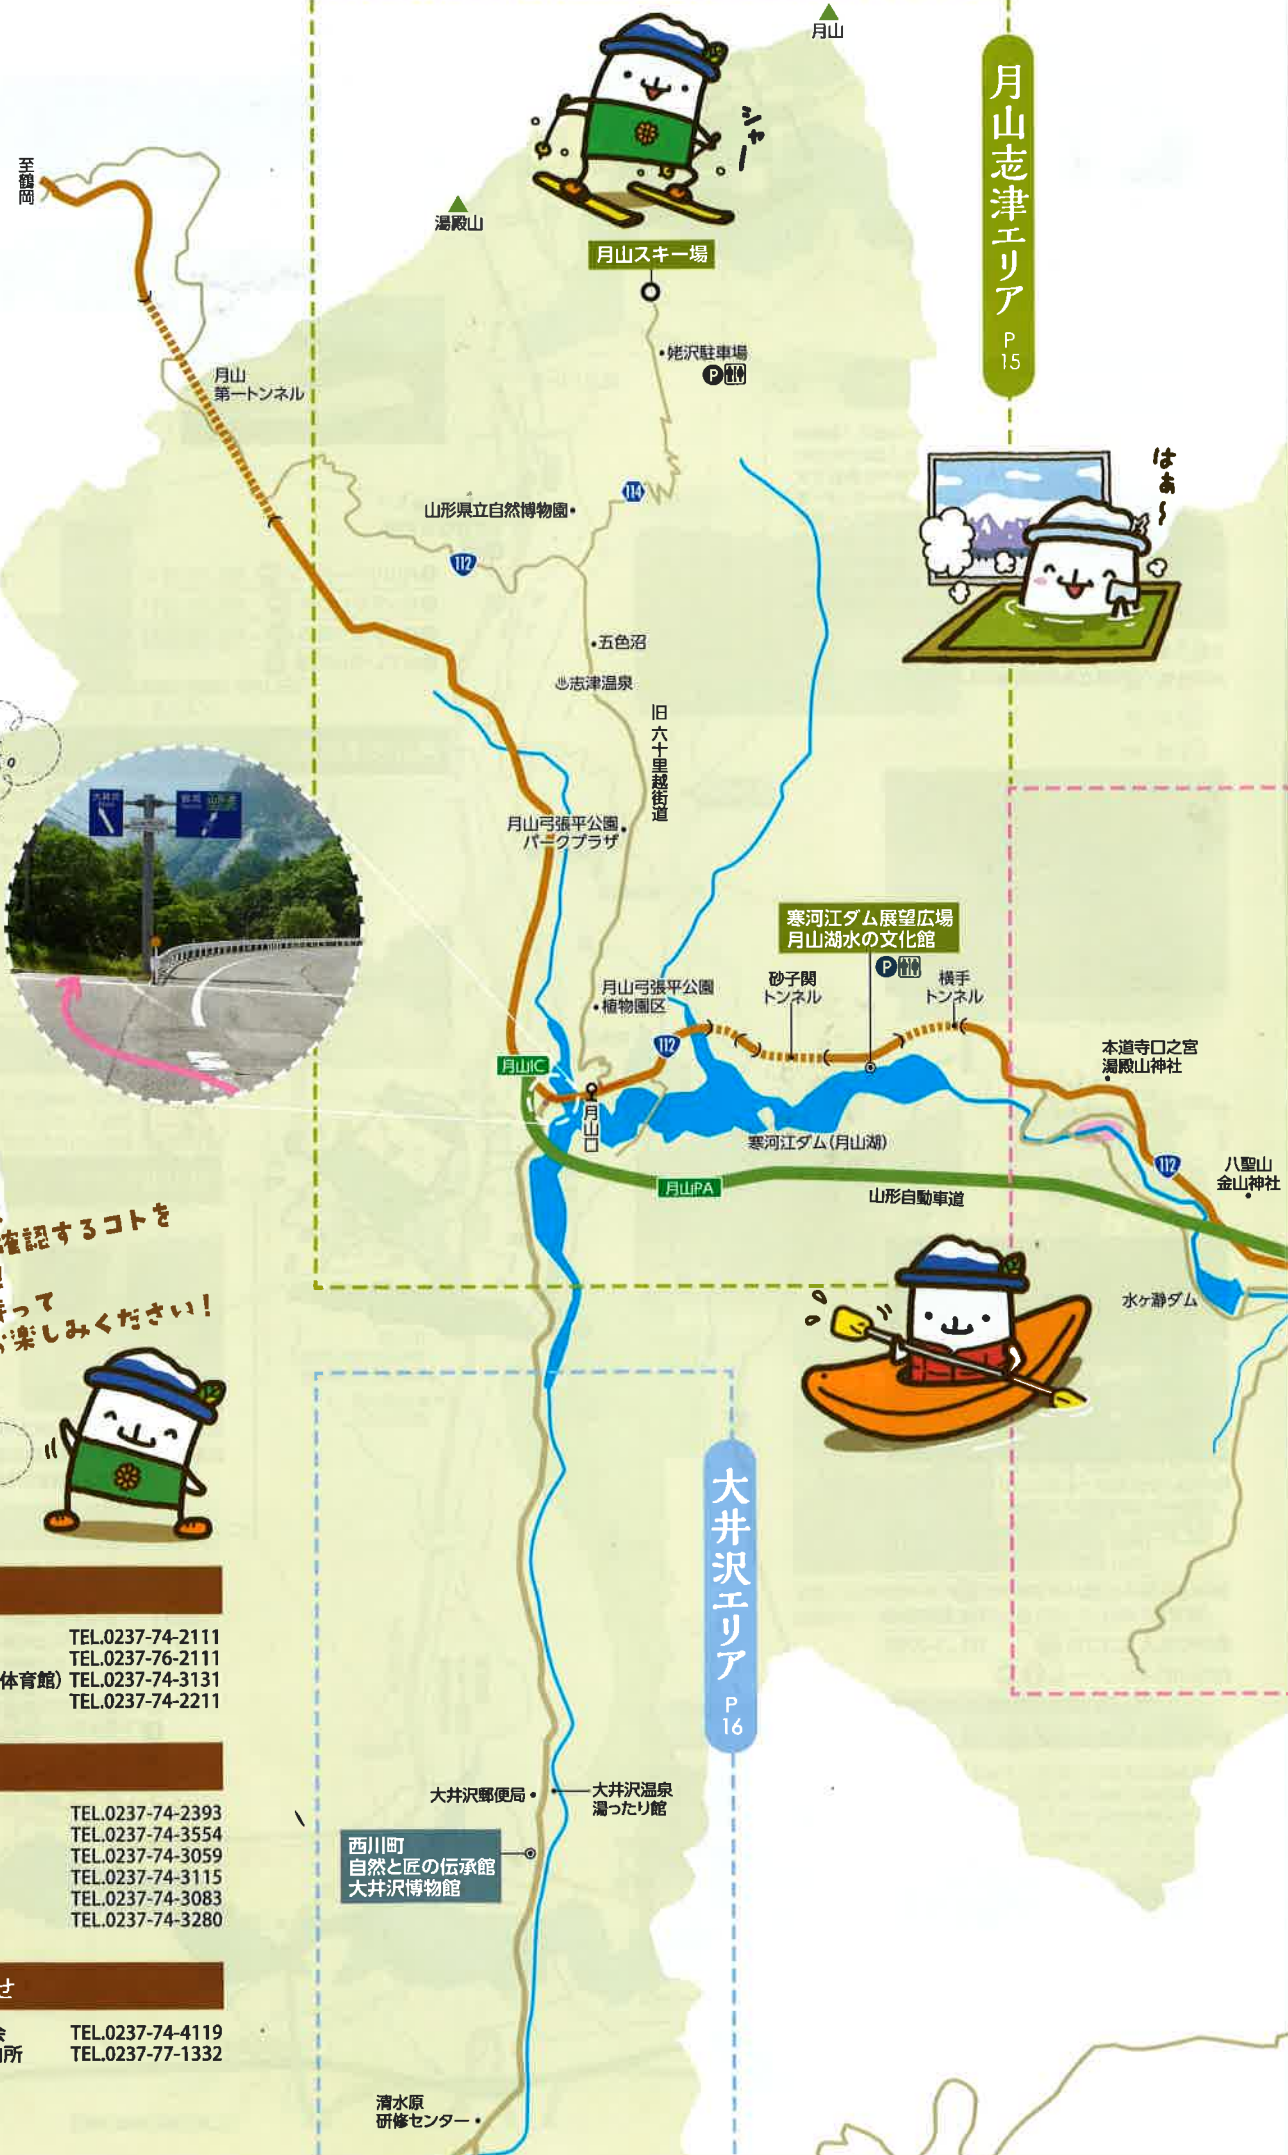 月山
月山志津エリア
P
15
シャー
至鶴岡
湯殿山
月山スキー場
姥沢駐車場
P
月山
第一トンネル
114
山形県立自然博物園
112
はぁ〜
五色沼
志津温泉
旧六十里越街道
月山弓張平公園
パークプラザ
寒河江ダム展望広場
月山湖水の文化館
P
月山弓張平公園
植物園区
砂子関
トンネル
横手
トンネル
112
本道寺口之宮
湯殿山神社
月山IC
月山口
寒河江ダム(月山湖)
112
八聖山
金山神社
月山PA
山形自動車道
確認するコトを
持って
お楽しみください!
水ヶ瀞ダム
大井沢エリア
P
16
TEL.0237-74-2111
TEL.0237-76-2111
体育館) TEL.0237-74-3131
TEL.0237-74-2211
大井沢郵便局
大井沢温泉
湯ったり館
TEL.0237-74-2393
TEL.0237-74-3554
TEL.0237-74-3059
TEL.0237-74-3115
TEL.0237-74-3083
TEL.0237-74-3280
西川町
自然と匠の伝承館
大井沢博物館
せ
会 TEL.0237-74-4119
所 TEL.0237-77-1332
清水原
研修センター